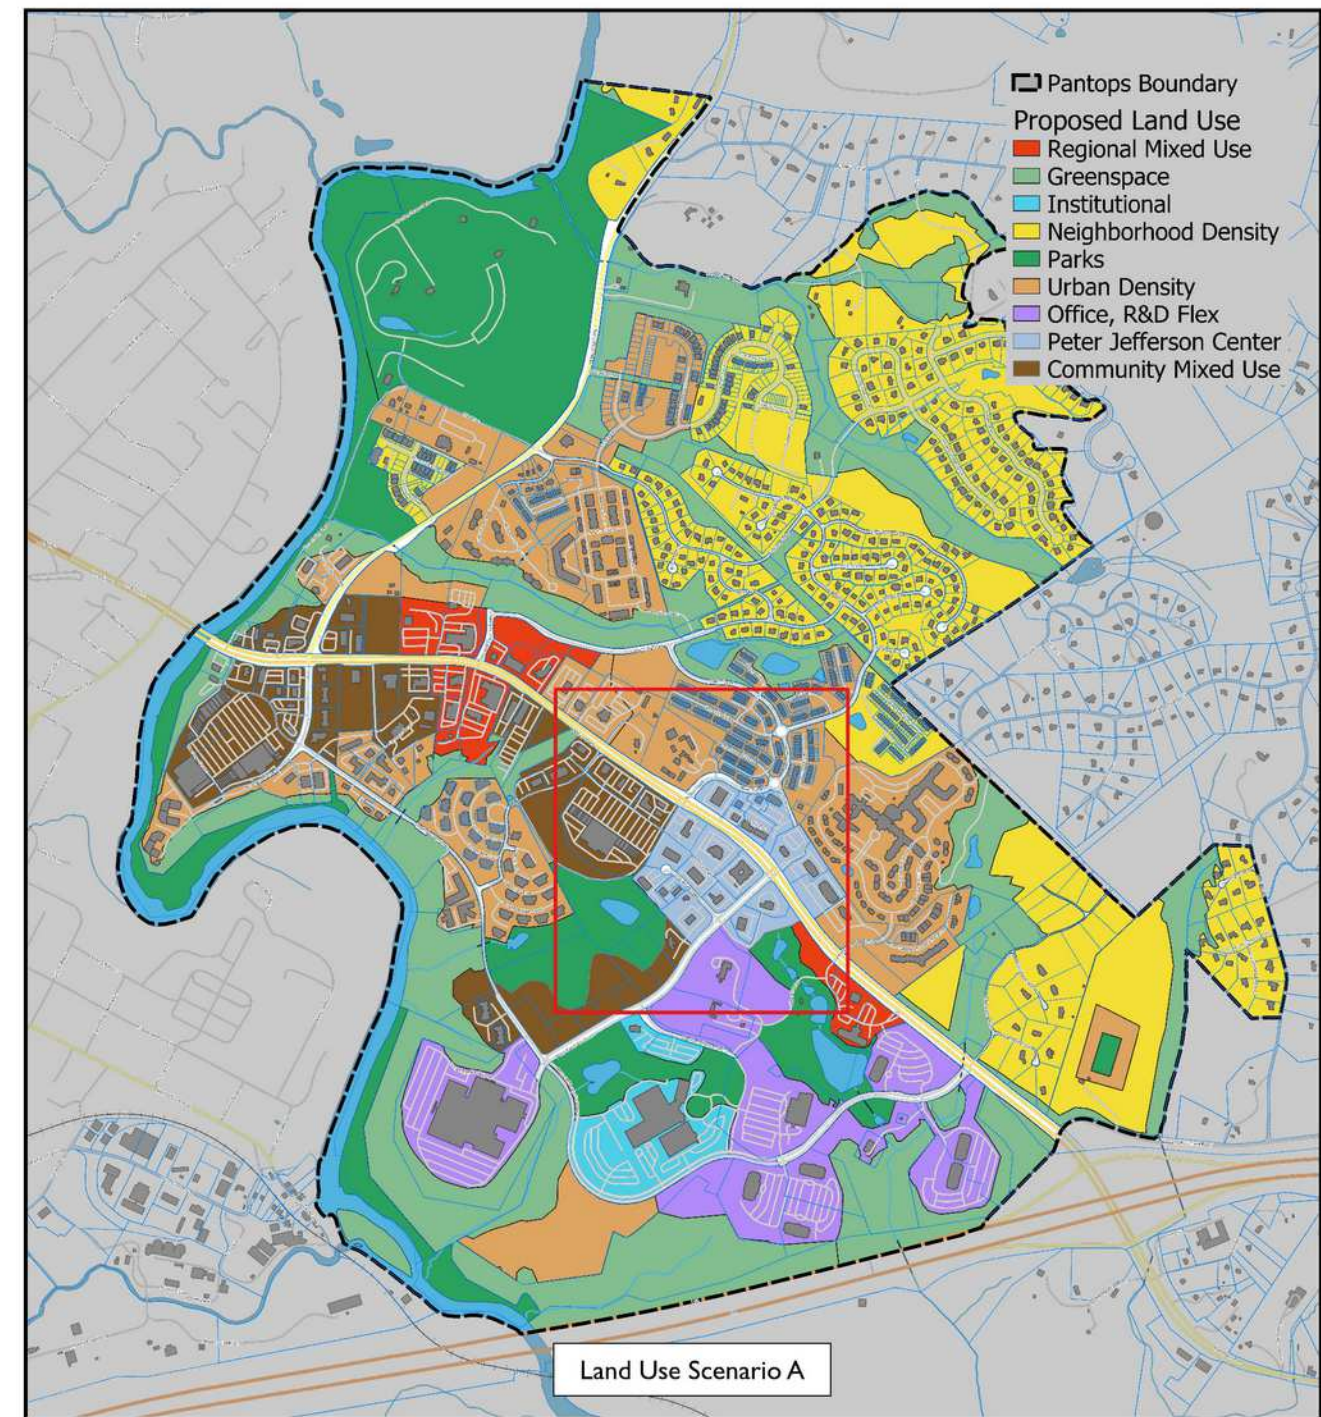 Pantops Boundary
Proposed Land Use
Regional Mixed Use
Greenspace
Institutional
Neighborhood Density
Parks
Urban Density
Office, R&D Flex
Peter Jefferson Center
Community Mixed Use
Land Use Scenario A